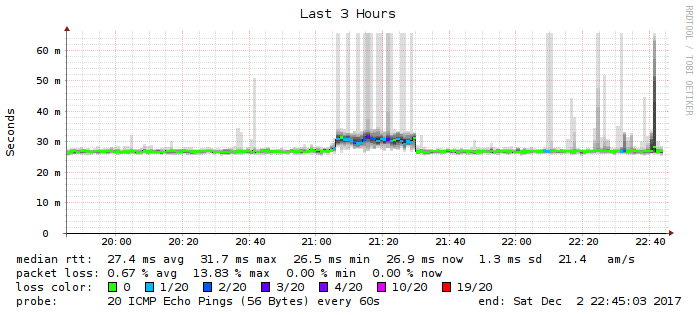 Last 3 Hours
RRDTOOL / TOBI OETIKER
Seconds
60 m
50 m
40 m
30 m
20 m
10 m
0
20:00 20:20 21:00 21:20 21:40 22:00 22:20 22:40
median rtt: 27.4 ms avg 31.7 ms max 26.5 ms min 26.9 ms now 1.3 ms sd 21.4 am/s
packet loss: 0.67 % avg 13.83 % max 0.00 % min 0.00 % now
loss color: 0 1/20 2/20 3/20 4/20 10/20 19/20
probe: 20 ICMP Echo Pings (56 Bytes) every 60s end: Sat Dec 2 22:45:03 2017